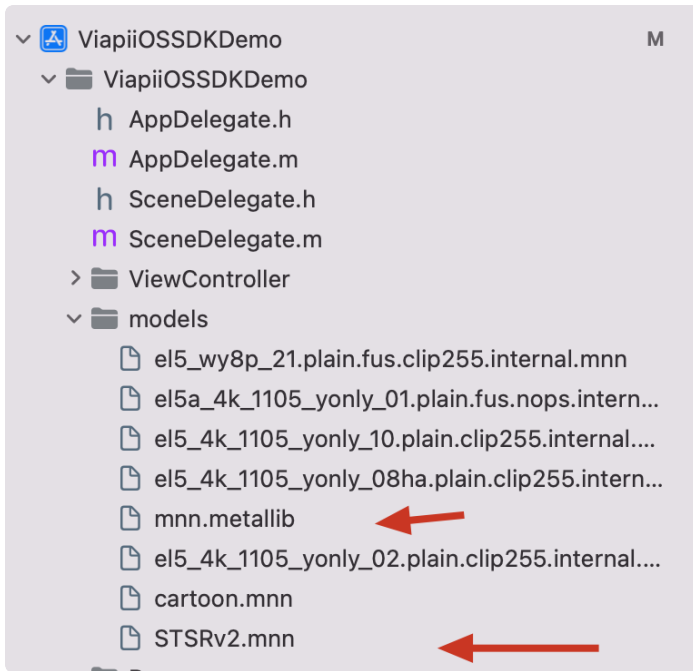 ViapiiOSSDKDemo M
ViapiiOSSDKDemo
h AppDelegate.h
m AppDelegate.m
h SceneDelegate.h
m SceneDelegate.m
ViewController
models
el5_wy8p_21.plain.fus.clip255.internal.mnn
el5a_4k_1105_yonly_01.plain.fus.nops.intern...
el5_4k_1105_yonly_10.plain.clip255.internal....
el5_4k_1105_yonly_08ha.plain.clip255.intern...
mnn.metallib
el5_4k_1105_yonly_02.plain.clip255.internal....
cartoon.mnn
STSRv2.mnn